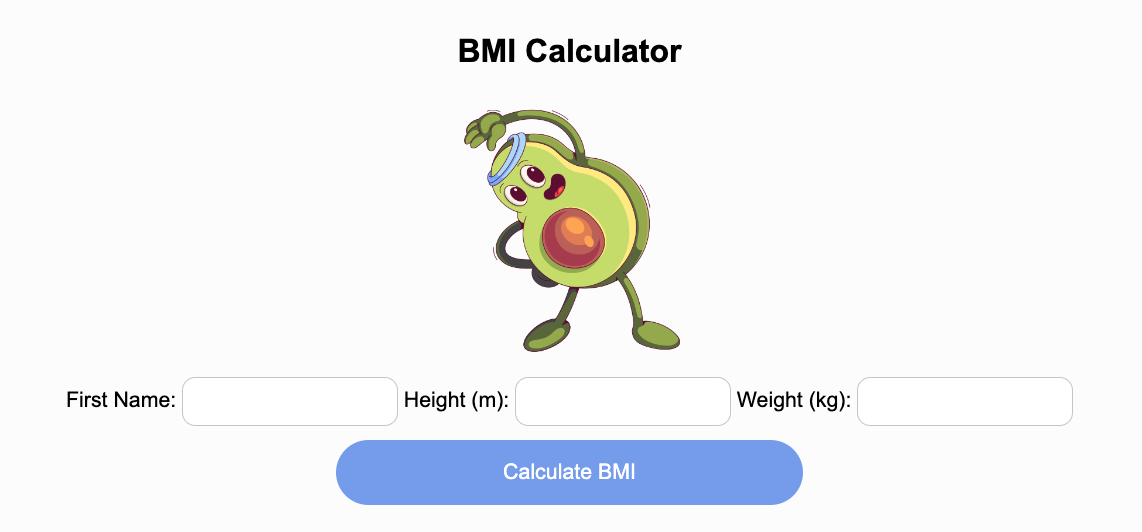 BMI Calculator
First Name: Height (m): Weight (kg):
Calculate BMI